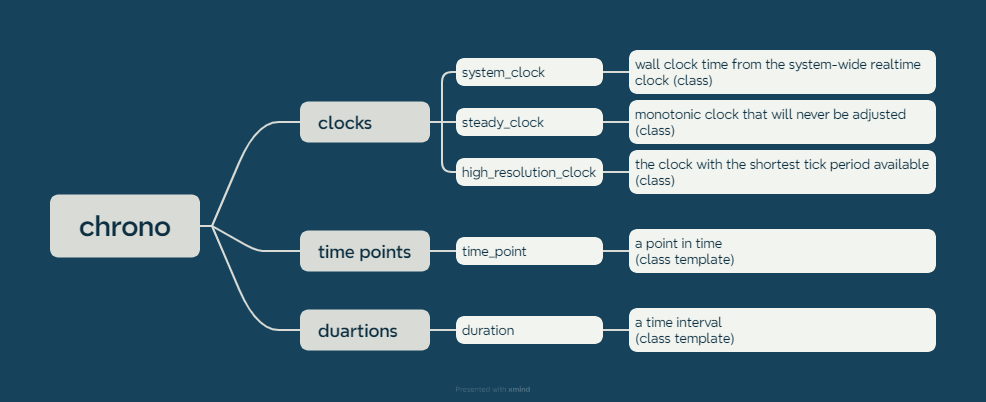 chrono
clocks
system_clock
wall clock time from the system-wide realtime
clock (class)
steady_clock
monotonic clock that will never be adjusted
(class)
high_resolution_clock
the clock with the shortest tick period available
(class)
time points
time_point
a point in time
(class template)
duartions
duration
a time interval
(class template)
Presented with xmind